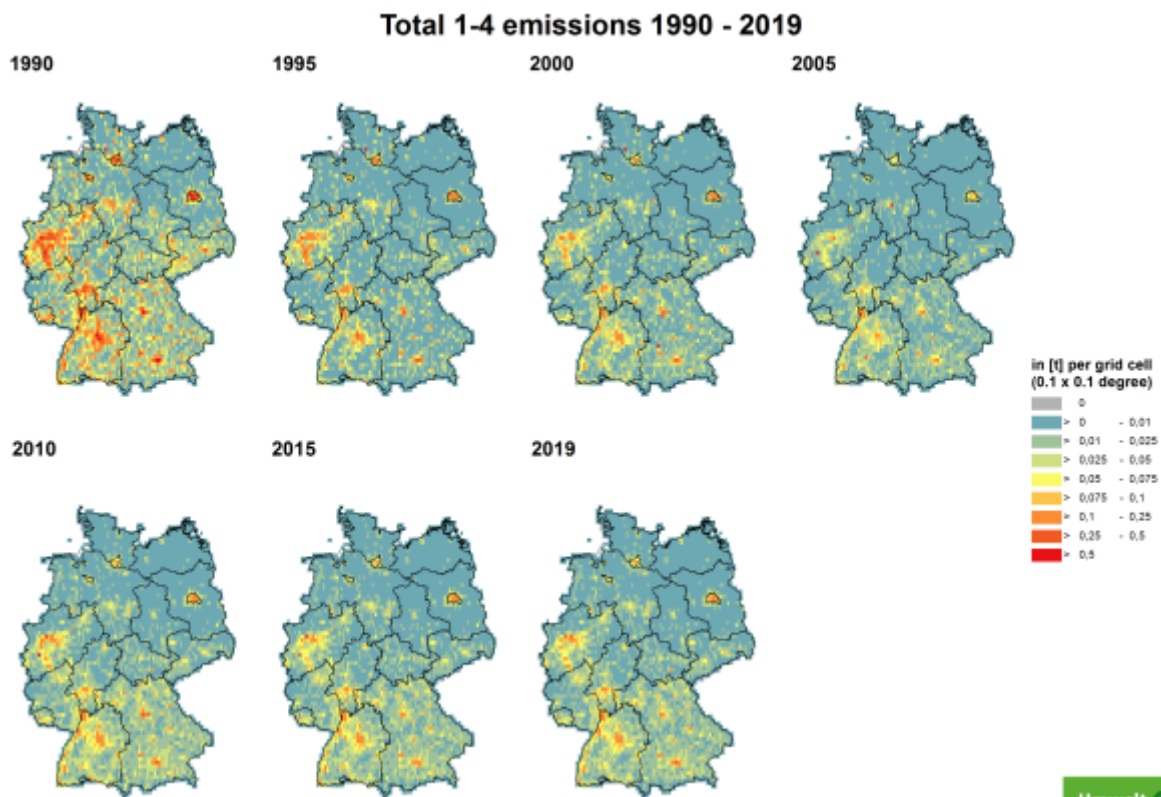 Total 1-4 emissions 1990 - 2019
1990
1995
2000
2005
in [t] per grid cell
(0.1 x 0.1 degree)
0
> 0 - 0,01
> 0,01 - 0,025
> 0,025 - 0,05
> 0,05 - 0,075
> 0,075 - 0,1
> 0,1 - 0,25
> 0,25 - 0,5
> 0,5
2010
2015
2019